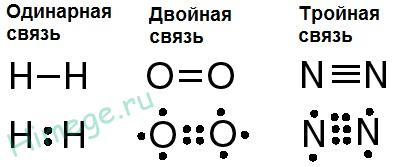 Одинарная связь
Двойная связь
Тройная связь
H—H
O=O
N≡N
H:H
O::O
N:::N
Himege.ru